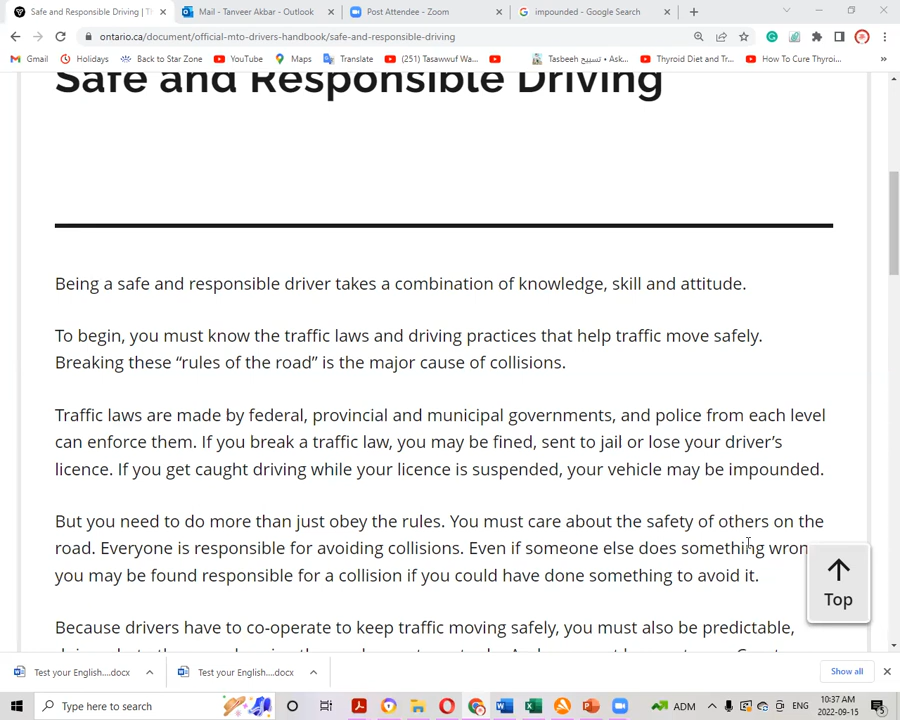 Safe and Responsible Driving | Th
Mail - Tanveer Akbar - Outlook
Post Attendee - Zoom
impounded - Google Search
ontario.ca/document/official-mto-drivers-handbook/safe-and-responsible-driving
Gmail
Holidays
Back to Star Zone
YouTube
Maps
Translate
(251) Tasawwuf Wa...
Tasbeeh تسبيح • Ask...
Thyroid Diet and Tr...
How To Cure Thyroi...
Safe and Responsible Driving
Being a safe and responsible driver takes a combination of knowledge, skill and attitude.
To begin, you must know the traffic laws and driving practices that help traffic move safely.
Breaking these “rules of the road” is the major cause of collisions.
Traffic laws are made by federal, provincial and municipal governments, and police from each level
can enforce them. If you break a traffic law, you may be fined, sent to jail or lose your driver’s
licence. If you get caught driving while your licence is suspended, your vehicle may be impounded.
But you need to do more than just obey the rules. You must care about the safety of others on the
road. Everyone is responsible for avoiding collisions. Even if someone else does something wron
you may be found responsible for a collision if you could have done something to avoid it.
Top
Because drivers have to co-operate to keep traffic moving safely, you must also be predictable,
Test your English....docx
Test your English....docx
Show all
Type here to search
ADM
ENG
10:37 AM
2022-09-15
5